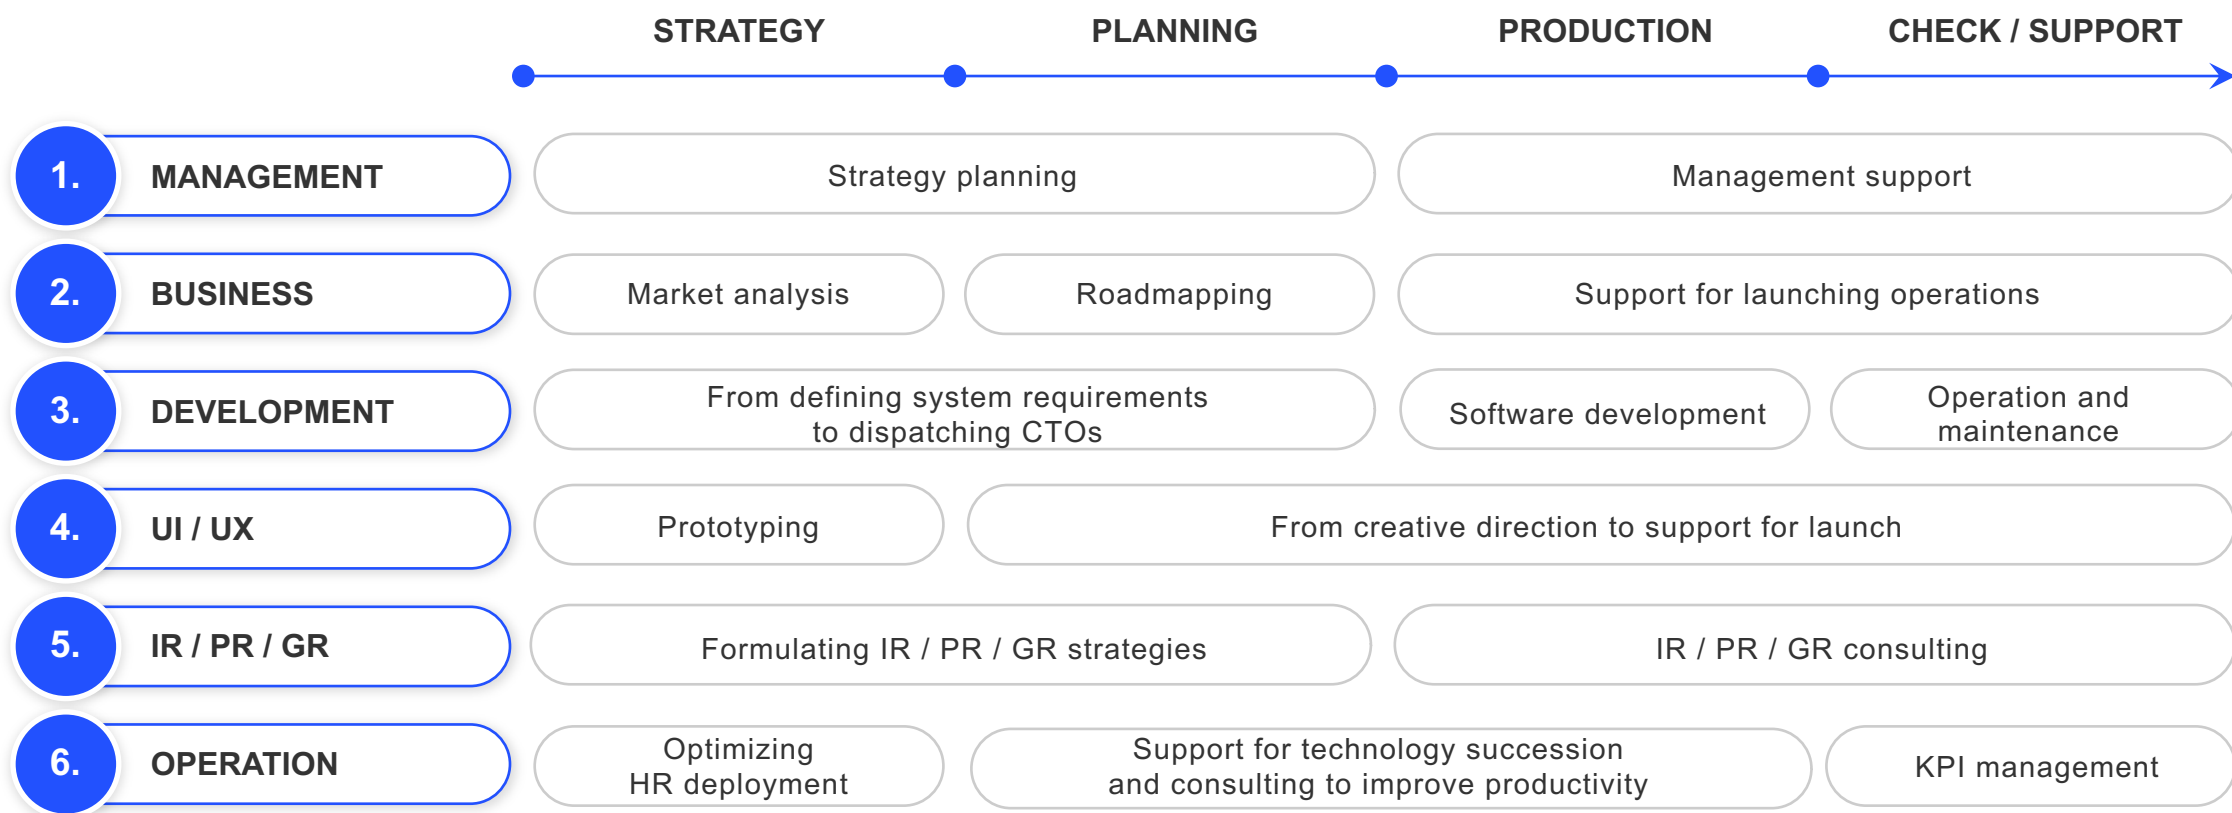 STRATEGY PLANNING PRODUCTION CHECK / SUPPORT
1. MANAGEMENT Strategy planning Management support
2. BUSINESS Market analysis Roadmapping Support for launching operations
3. DEVELOPMENT
From defining system requirements
to dispatching CTOs
Software development
Operation and
maintenance
4. UI / UX Prototyping From creative direction to support for launch
5. IR / PR / GR Formulating IR / PR / GR strategies IR / PR / GR consulting
6. OPERATION
Optimizing
HR deployment
Support for technology succession
and consulting to improve productivity
KPI management